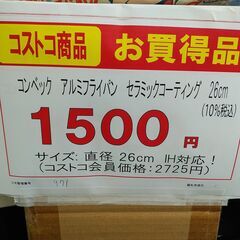 コストコ商品 お買得品
コンベック アルミフライパン セラミックコーティング 26cm
(10%税込)
1500円
サイズ:直径 26cm IH対応!
(コストコ会員価格:2725円)